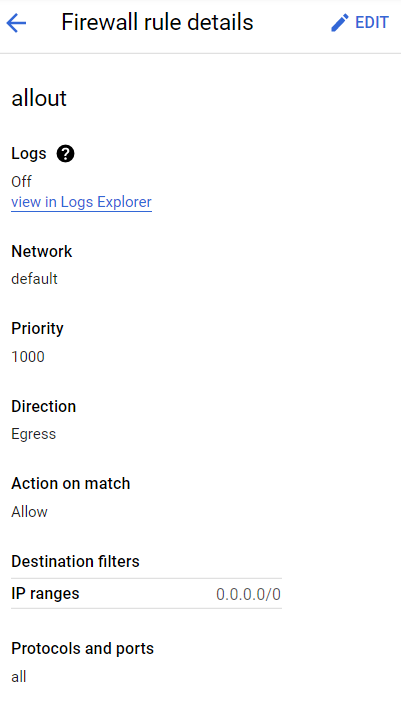 Firewall rule details
EDIT
allout
Logs
Off
view in Logs Explorer
Network
default
Priority
1000
Direction
Egress
Action on match
Allow
Destination filters
IP ranges 0.0.0.0/0
Protocols and ports
all